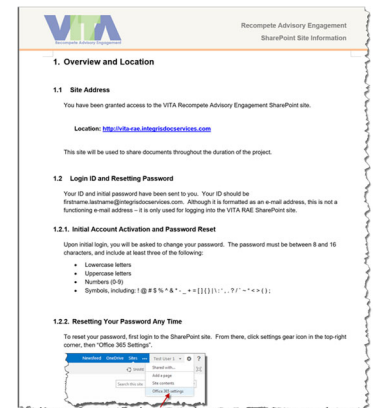 VITA
Recompete Advisory Engagement
Recompete Advisory Engagement
SharePoint Site Information
1. Overview and Location
1.1 Site Address
You have been granted access to the VITA Recompete Advisory Engagement SharePoint site.
Location: http://vita-rae.integrisdocservices.com
This site will be used to share documents throughout the duration of the project.
1.2 Login ID and Resetting Password
Your ID and initial password have been sent to you. Your ID should be
firstname.lastname@integrisdocservices.com. Although it is formatted as an e-mail address, this is not a
functioning e-mail address – it is only used for logging into the VITA RAE SharePoint site.
1.2.1. Initial Account Activation and Password Reset
Upon initial login, you will be asked to change your password. The password must be between 8 and 16
characters, and include at least three of the following:
• Lowercase letters
• Uppercase letters
• Numbers (0-9)
• Symbols, including: ! @ # $ % ^ & * - _ + = [ ] { } | \ : ' , . ? / ` ~ " < > ( ) ;
1.2.2. Resetting Your Password Any Time
To reset your password, first login to the SharePoint site. From there, click settings gear icon in the top-right
corner, then "Office 365 Settings".
Newsfeed OneDrive Sites ··· Test User 1 ?
SHARE
Shared with...
Add a page
Search this site
Site contents
Office 365 settings